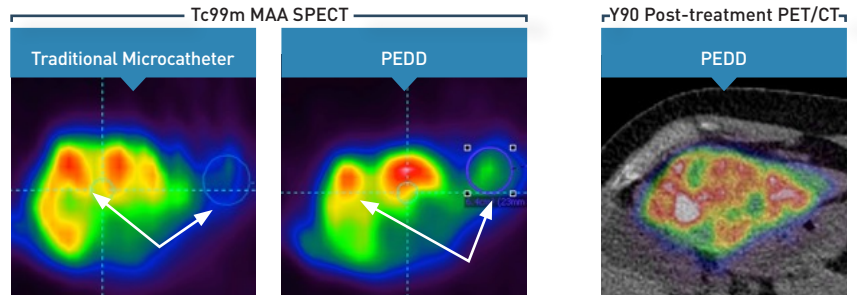 Tc99m MAA SPECT
Y90 Post-treatment PET/CT
Traditional Microcatheter
PEDD
PEDD